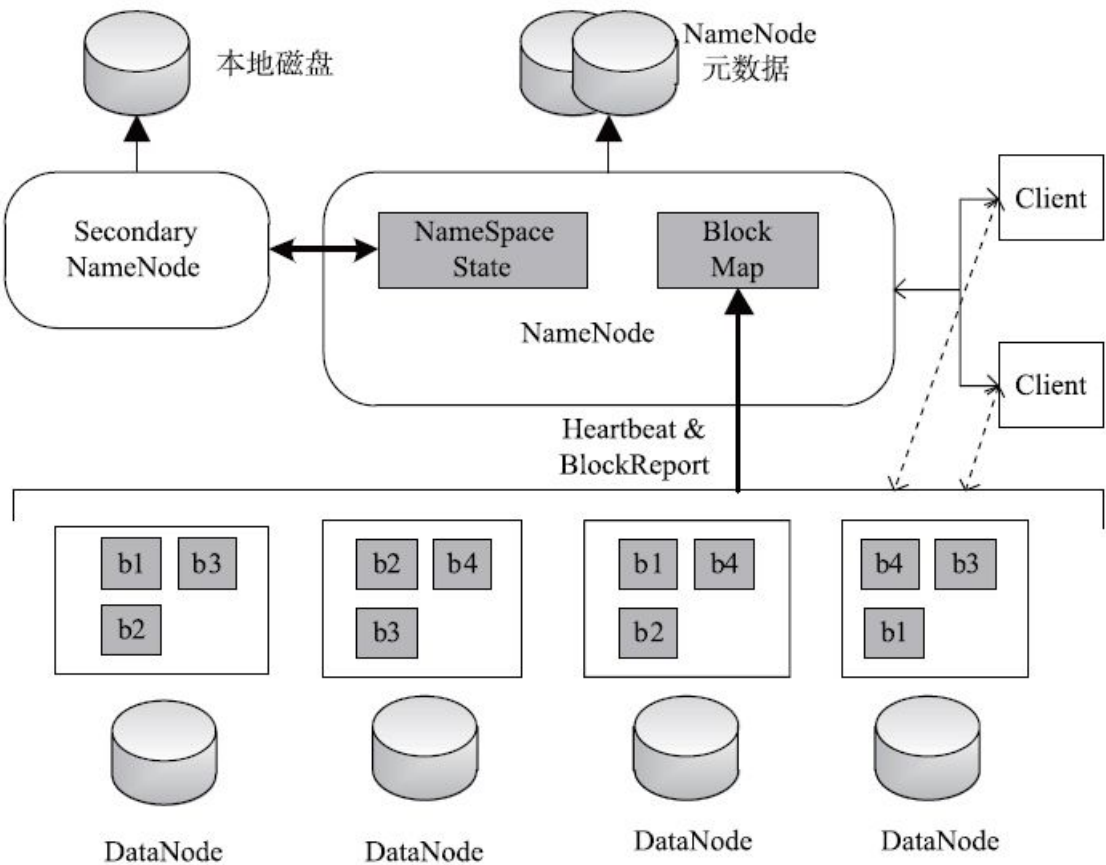 本地磁盘
NameNode
元数据
Secondary
NameNode
NameSpace
State
Block
Map
NameNode
Client
Client
Heartbeat &
BlockReport
b1 b3
b2
b2 b4
b3
b1 b4
b2
b4 b3
b1
DataNode
DataNode
DataNode
DataNode